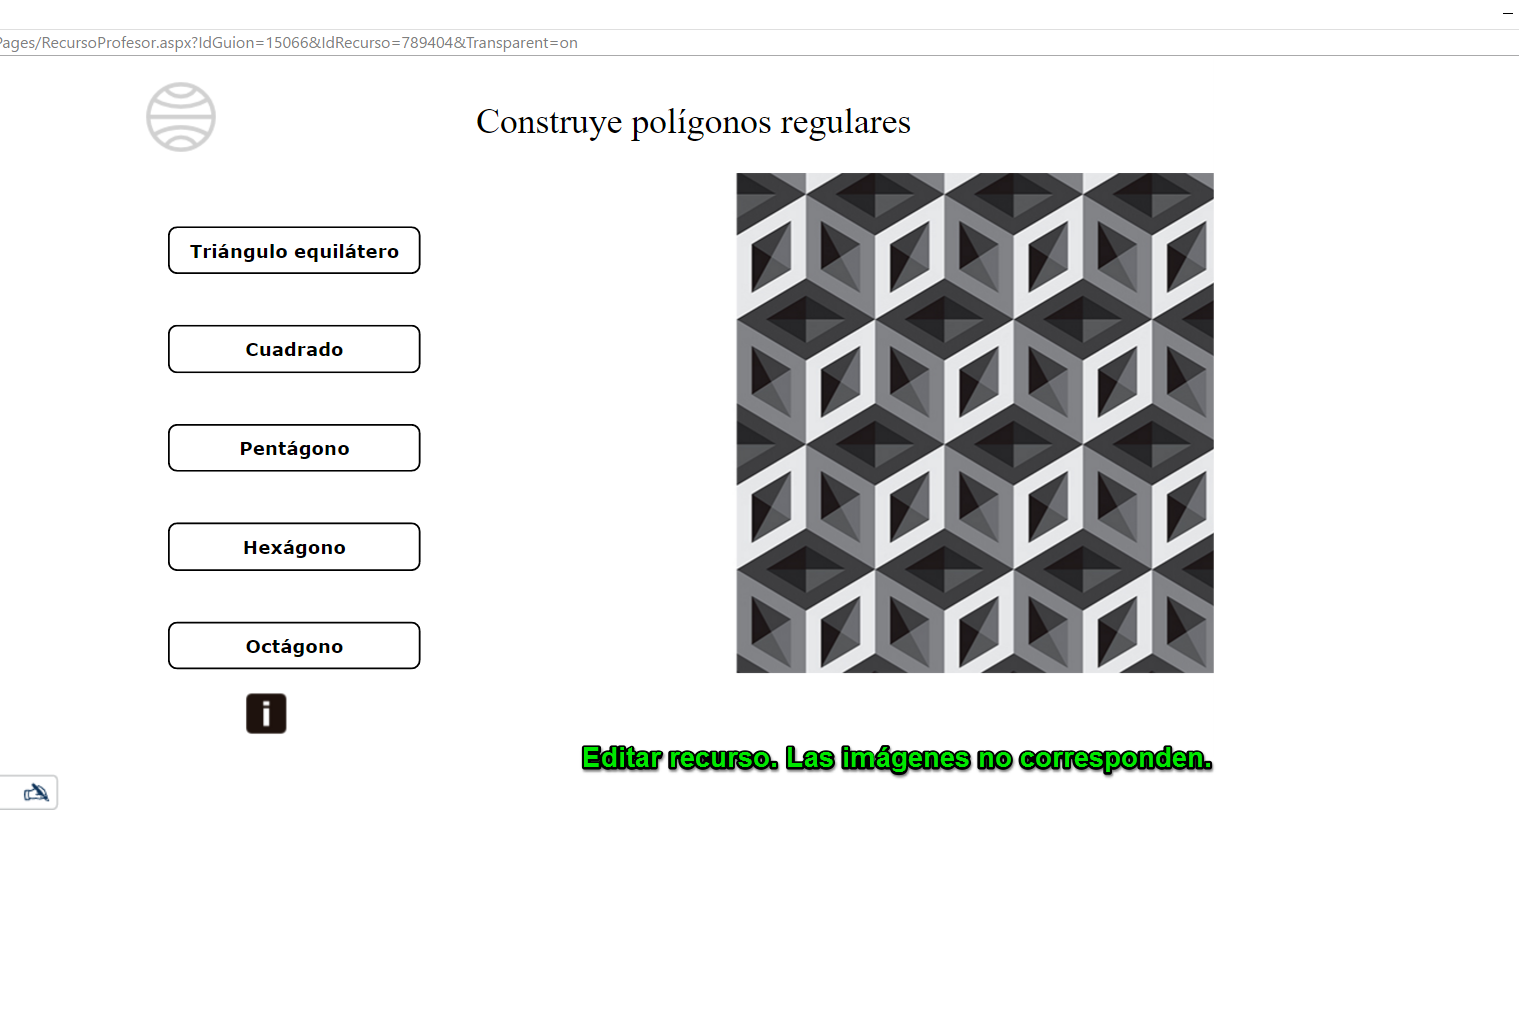 Pages/RecursoProfesor.aspx?IdGuion=15066&IdRecurso=789404&Transparent=on
Construye polígonos regulares
Triángulo equilátero
Cuadrado
Pentágono
Hexágono
Octágono
i
Editar recurso. Las imágenes no corresponden.